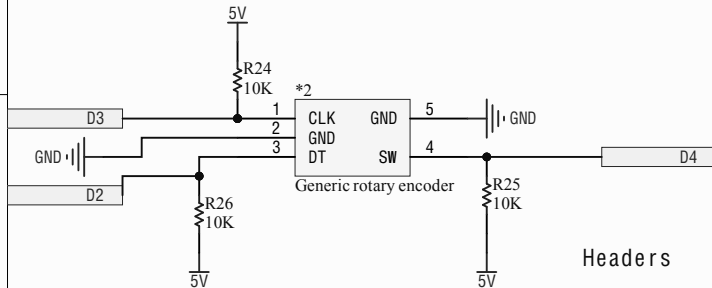 5V
R24
10K
*2
D3
1
CLK
GND
5
GND
2
GND
GND
3
DT
SW
4
D4
D2
Generic rotary encoder
R26
10K
R25
10K
Headers
5V
5V